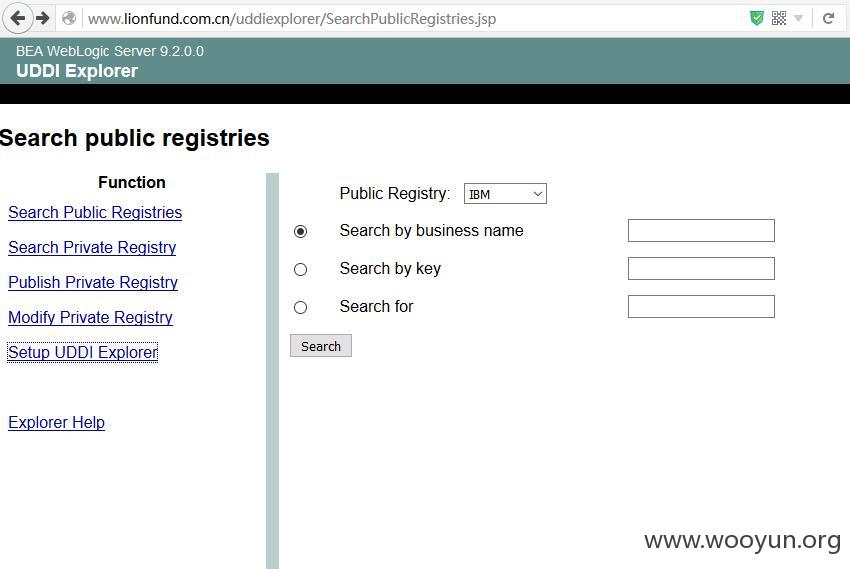 www.lionfund.com.cn/uddiexplorer/SearchPublicRegistries.jsp
BEA WebLogic Server 9.2.0.0
UDDI Explorer
Search public registries
Function
Search Public Registries
Search Private Registry
Publish Private Registry
Modify Private Registry
Setup UDDI Explorer
Explorer Help
Public Registry: IBM
Search by business name
Search by key
Search for
Search
www.wooyun.org